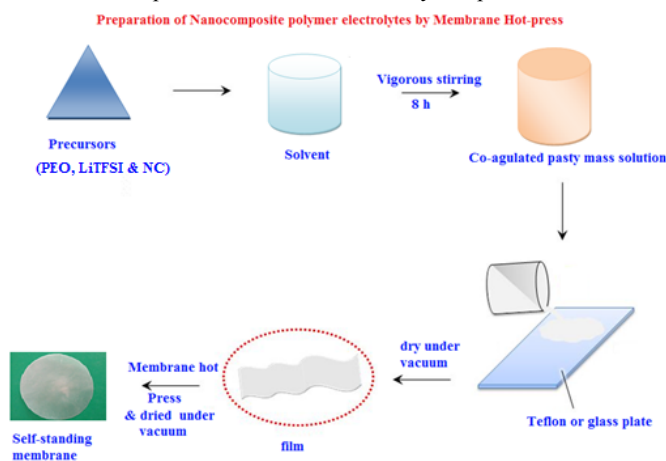 Preparation of Nanocomposite polymer electrolytes by Membrane Hot-press
Vigorous stirring
8 h
Precursors
(PEO, LiTFSI & NC)
Solvent
Co-agulated pasty mass solution
dry under
vacuum
Teflon or glass plate
Membrane hot
Press
& dried under
vacuum
film
Self-standing
membrane